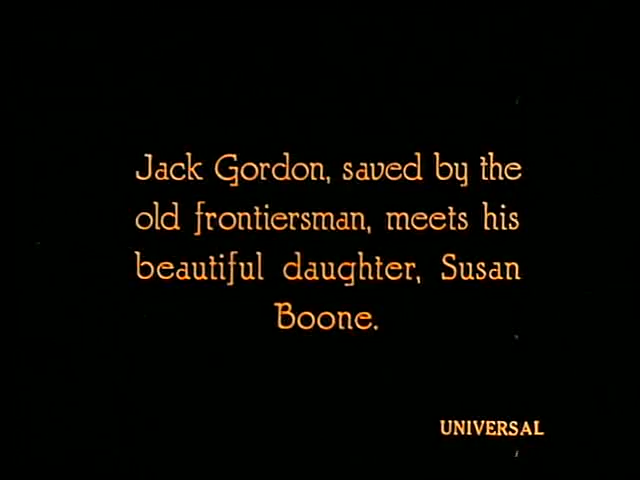 Jack Gordon, saved by the
old frontiersman, meets his
beautiful daughter, Susan
Boone.
UNIVERSAL